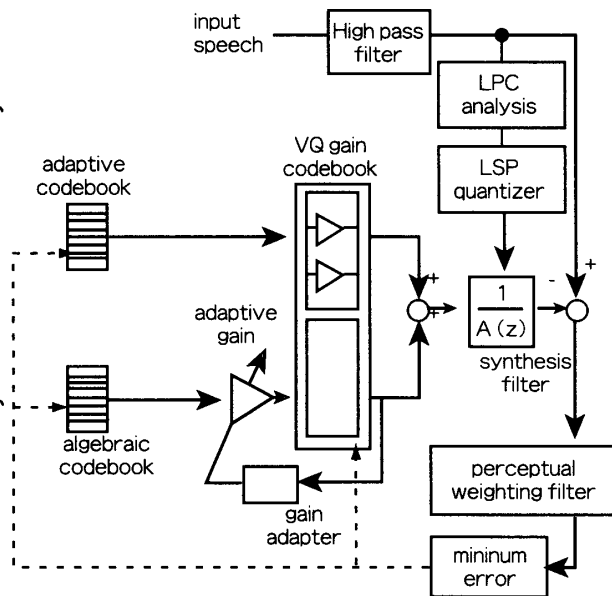 input
speech
High pass
filter
LPC
analysis
VQ gain
codebook
adaptive
codebook
LSP
quantizer
+
+
-
+
1
A (z)
adaptive
gain
synthesis
filter
algebraic
codebook
perceptual
weighting filter
gain
adapter
mininum
error